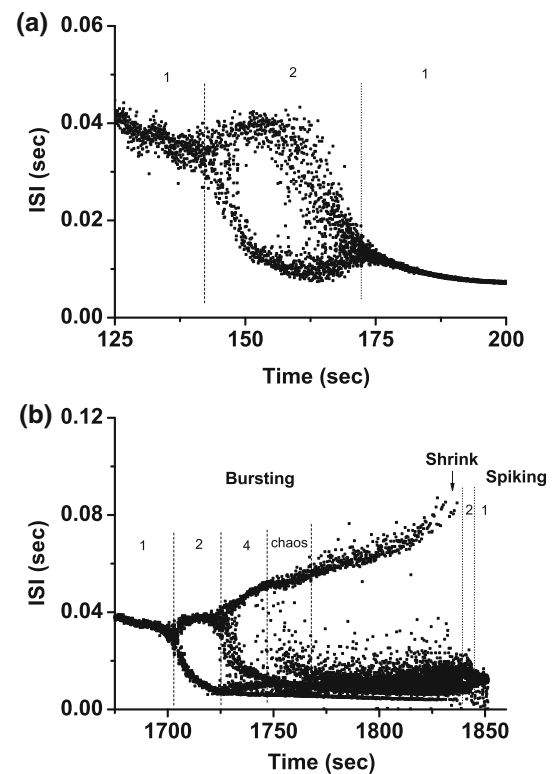 (a)
0.06
0.04
0.02
0.00
ISI (sec)
1
2
1
125
150
175
200
Time (sec)
(b)
0.12
0.08
0.04
0.00
ISI (sec)
Bursting
Shrink
Spiking
1
2
4
chaos
2
1
1700
1750
1800
1850
Time (sec)